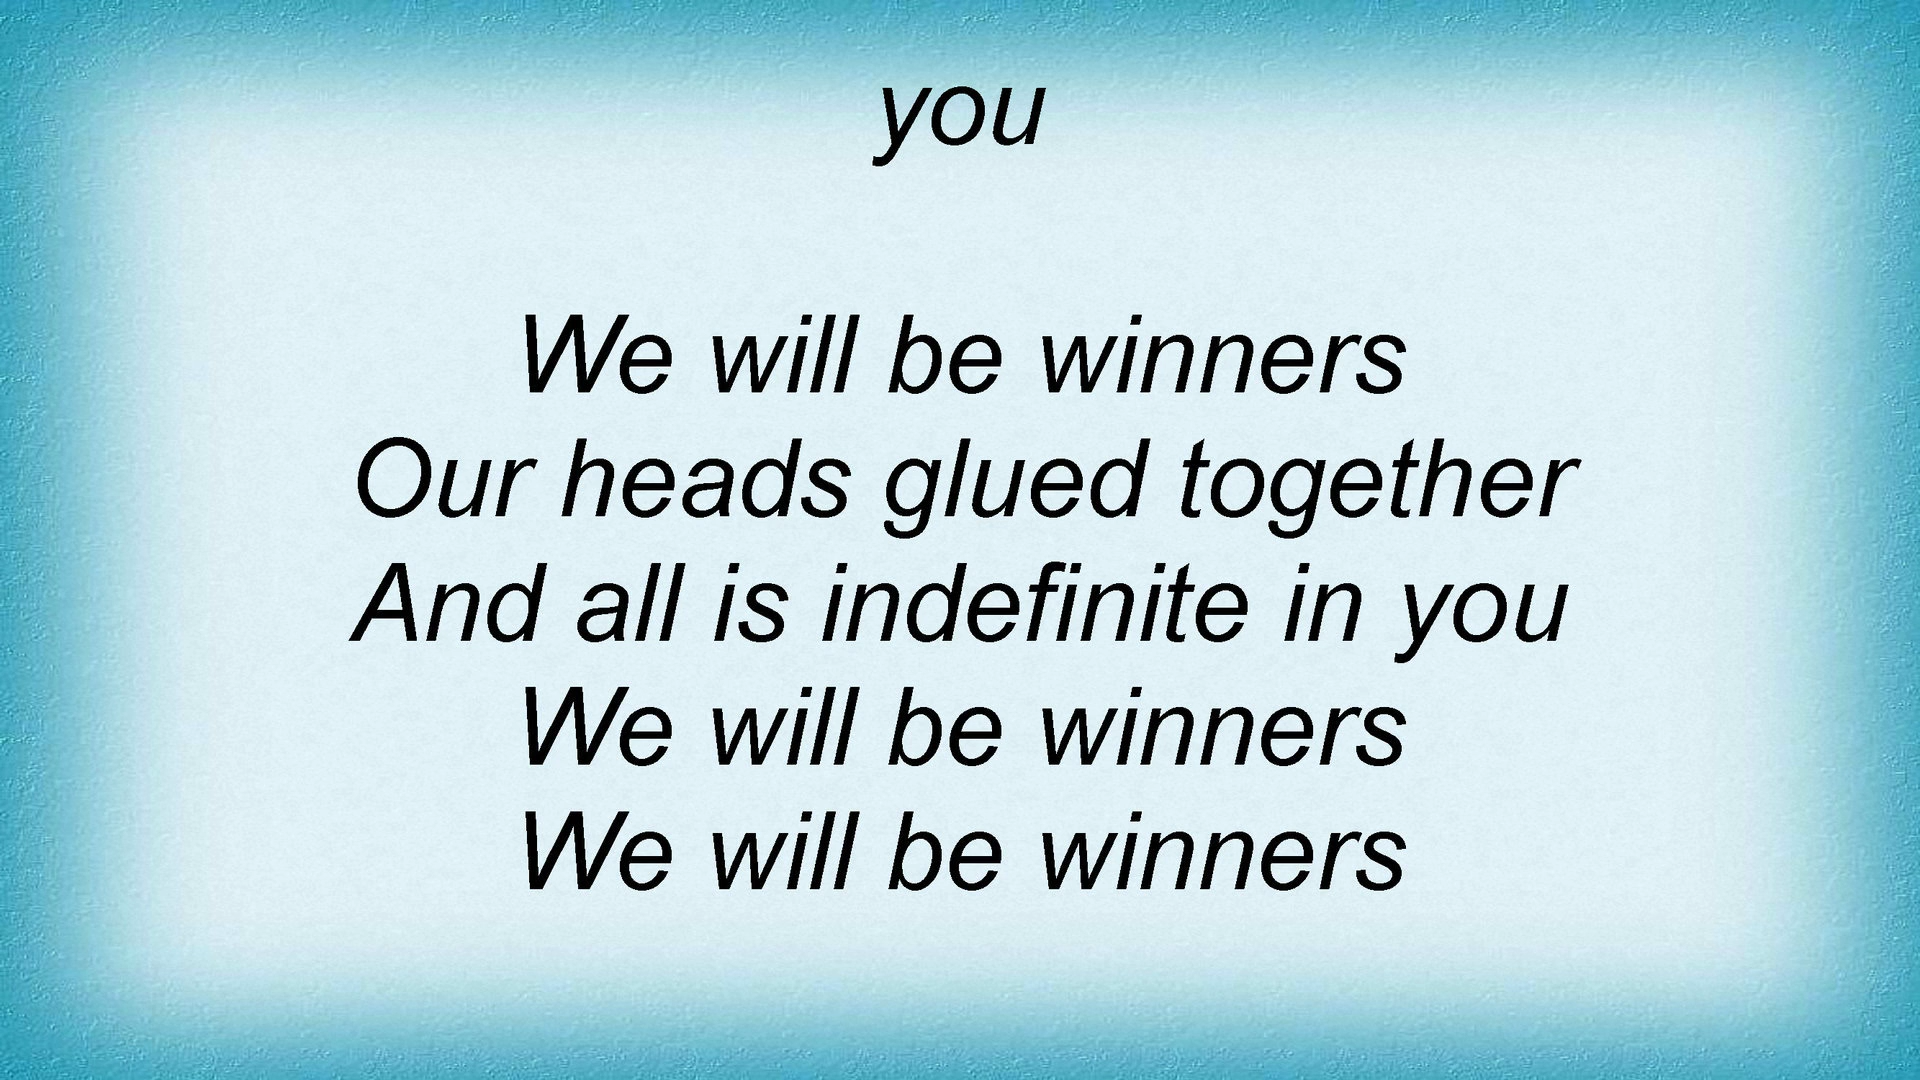 you
We will be winners
Our heads glued together
And all is indefinite in you
We will be winners
We will be winners